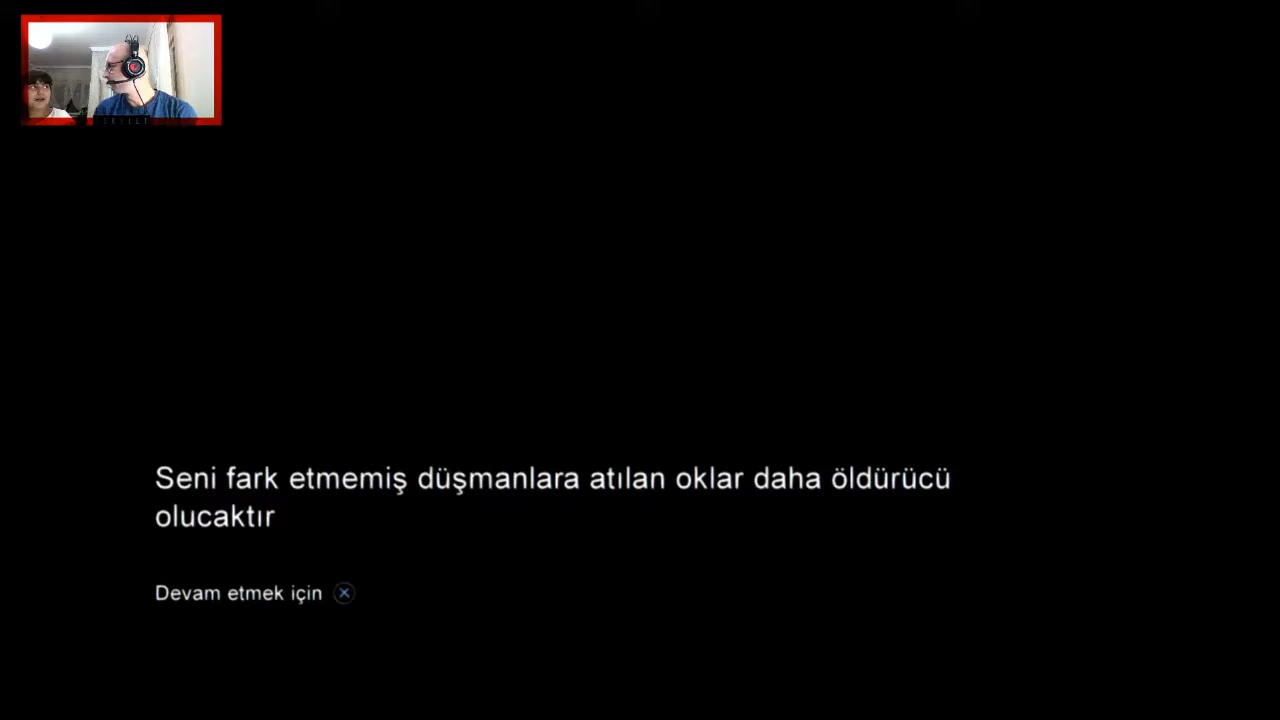 Seni fark etmemiş düşmanlara atılan oklar daha öldürücü
olucaktır
Devam etmek için